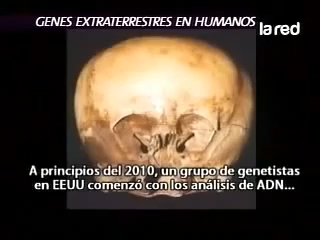 GENES EXTRATERRESTRES EN HUMANOS
la red
A principios del 2010, un grupo de genetistas
en EEUU comenzó con los análisis de ADN...